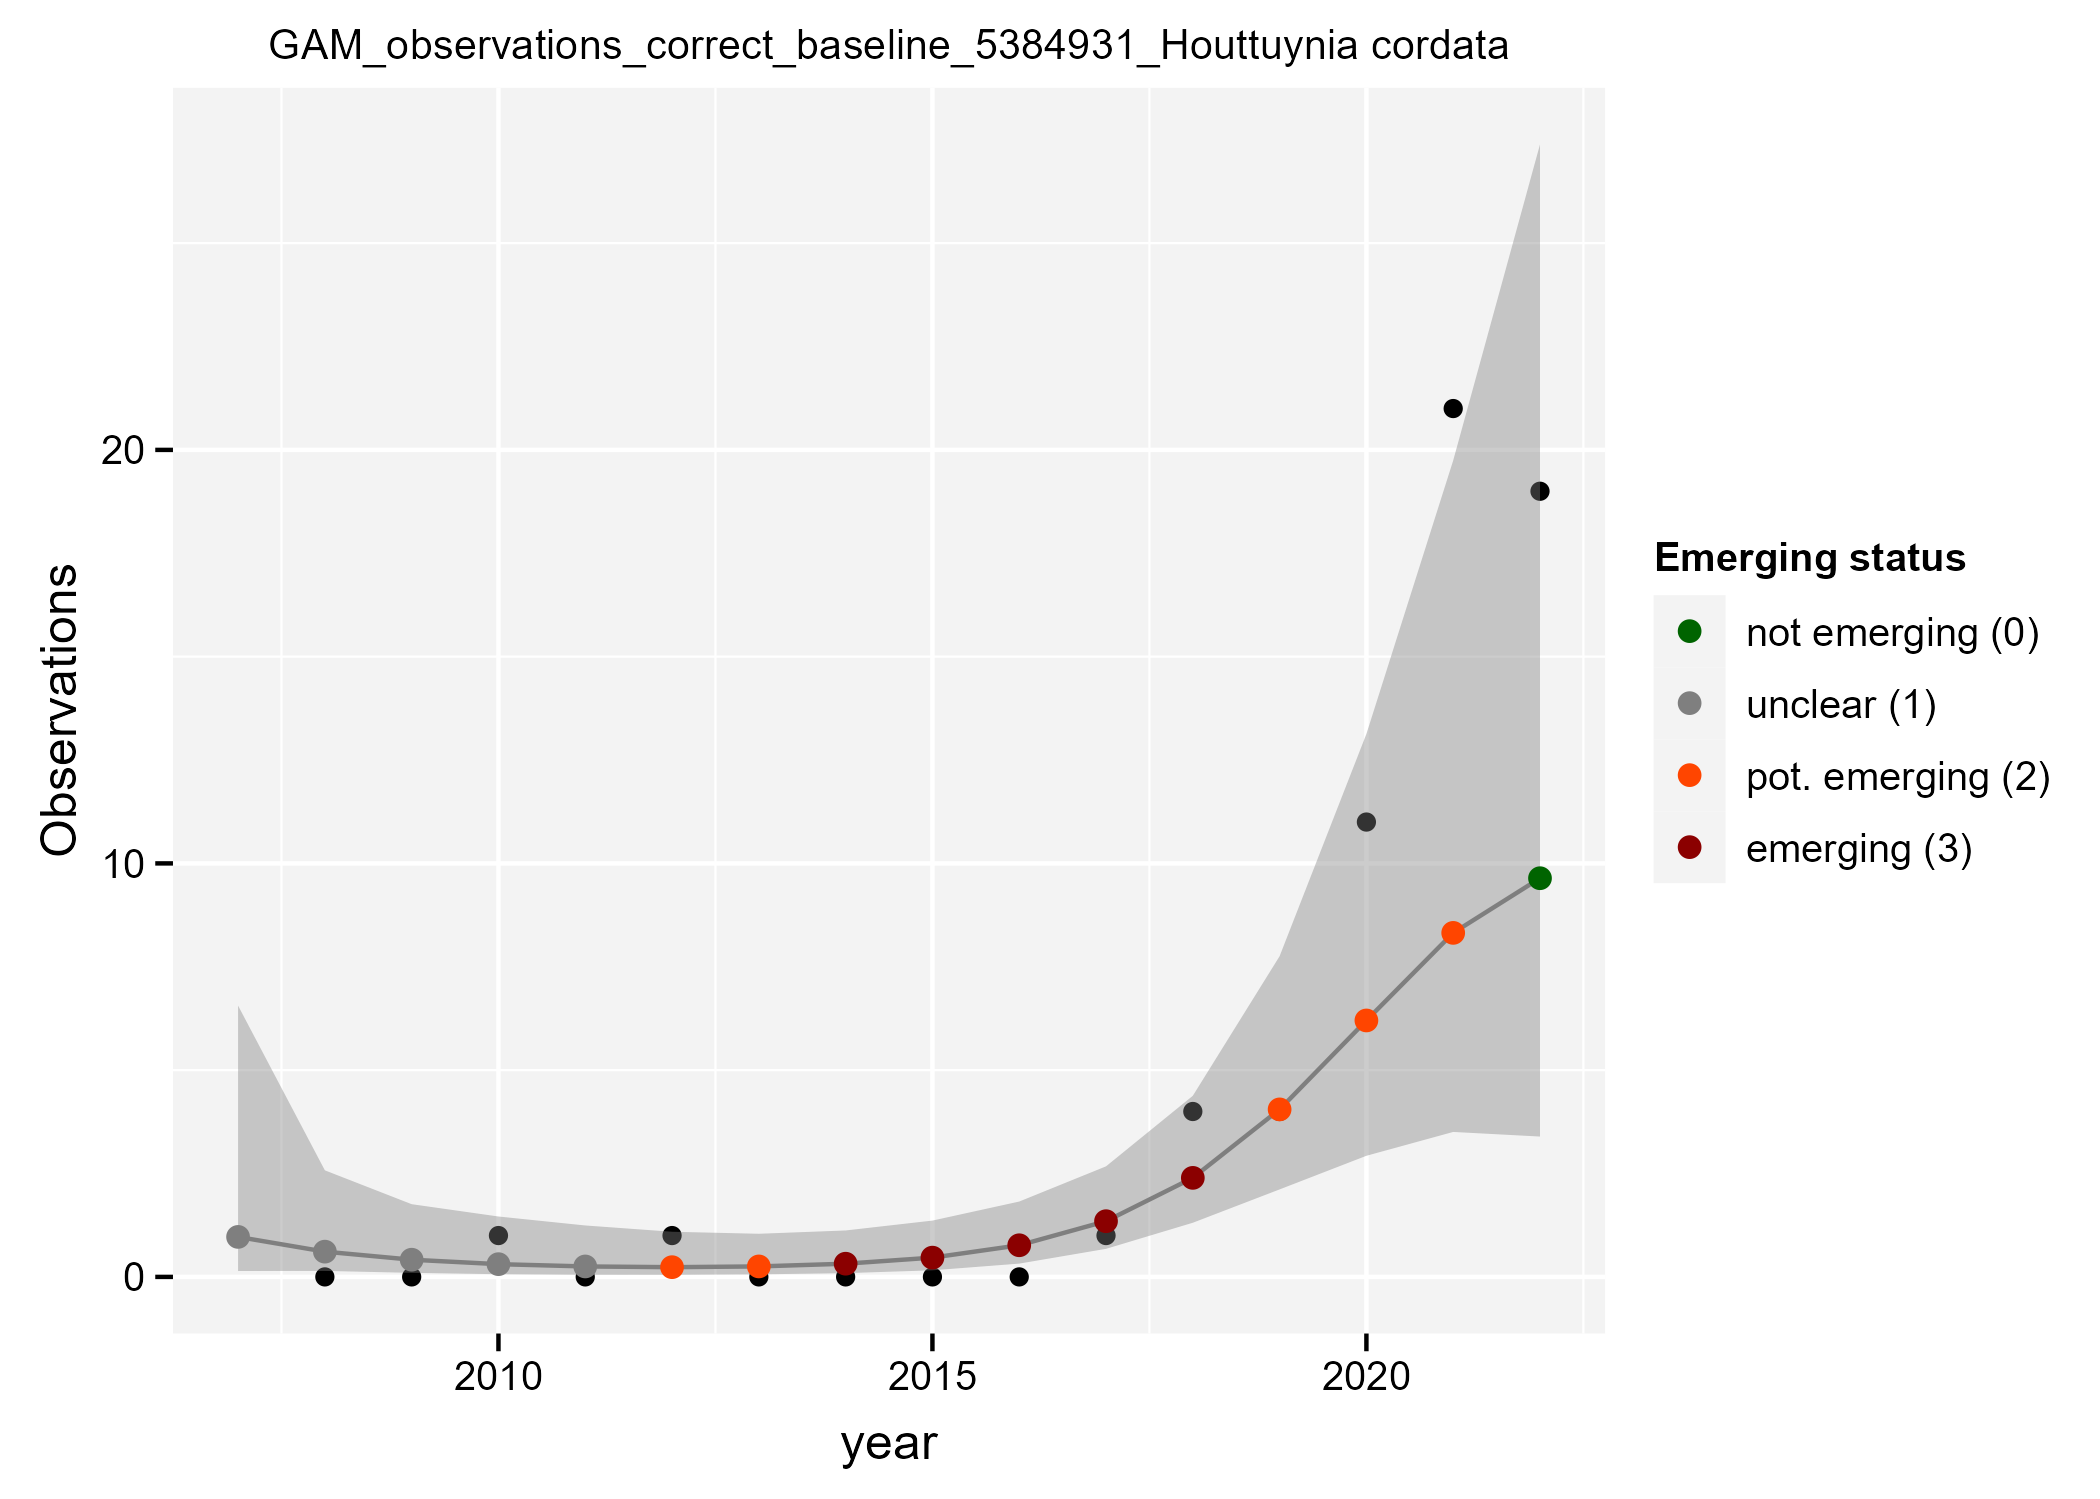 GAM_observations_correct_baseline_5384931_Houttuynia cordata
Observations
20
10
0
2010
2015
2020
year
Emerging status
not emerging (0)
unclear (1)
pot. emerging (2)
emerging (3)